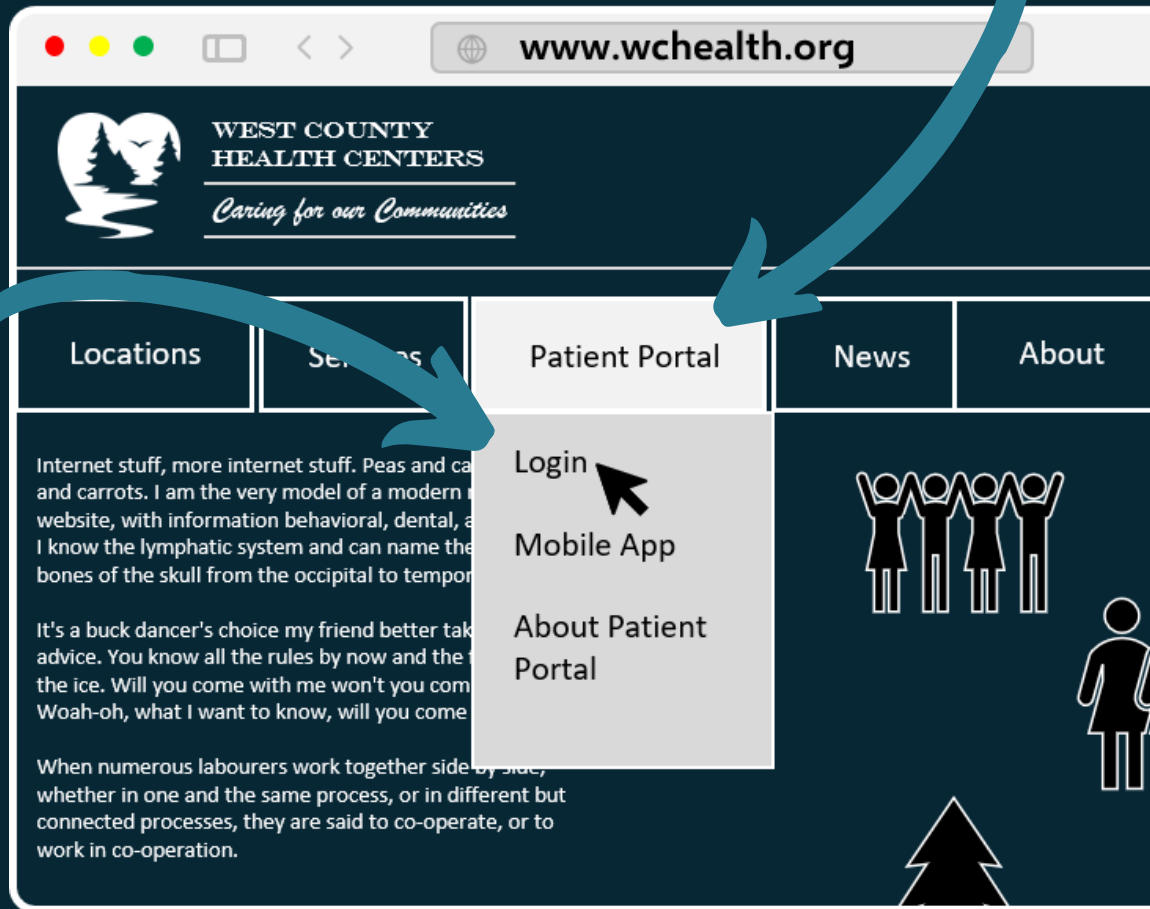 www.wchealth.org
WEST COUNTY
HEALTH CENTERS
Caring for our Communities
Locations
Patient Portal
News
About
Login
Mobile App
About Patient
Portal
Internet stuff, more internet stuff. Peas and
and carrots. I am the very model of a modern
website, with information behavioral, dental,
I know the lymphatic system and can name the
bones of the skull from the occipital to
It's a buck dancer's choice my friend better
advice. You know all the rules by now and the
the ice. Will you come with me won't you
Woah-oh, what I want to know, will you come
When numerous labourers work together side by side,
whether in one and the same process, or in different but
connected processes, they are said to co-operate, or to
work in co-operation.